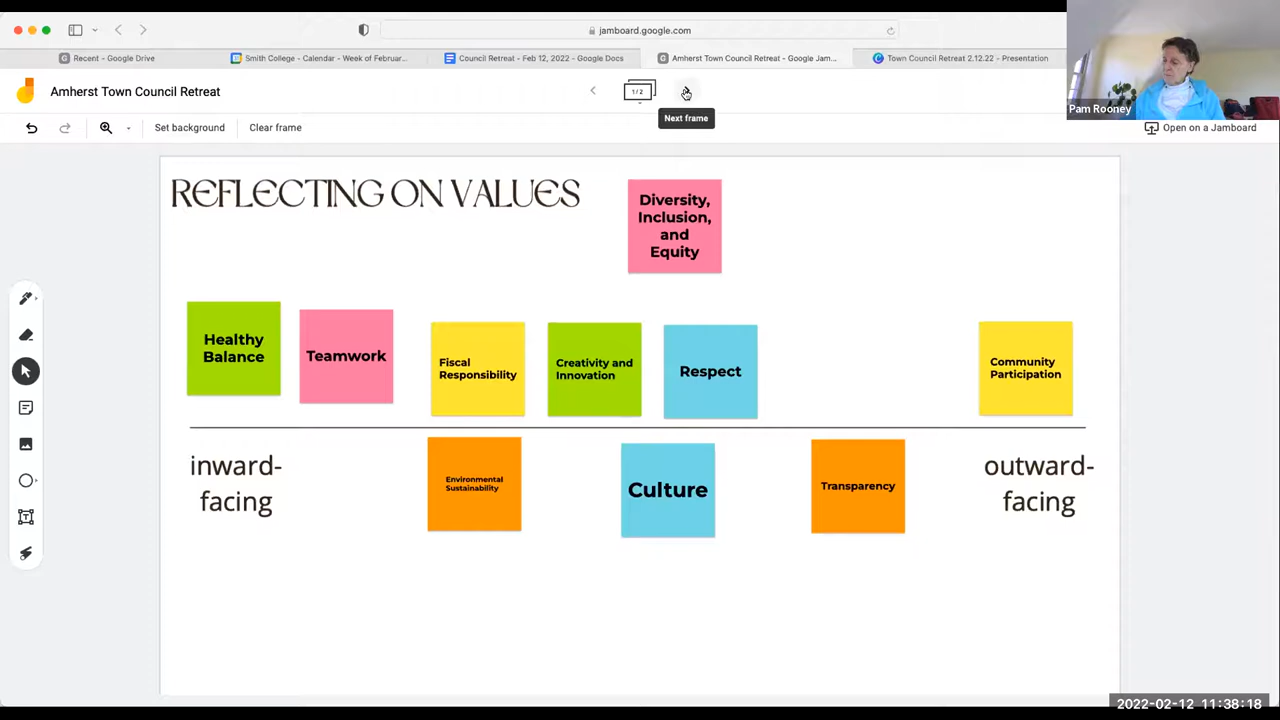 jamboard.google.com
Recent - Google Drive
Smith College - Calendar - Week of Februar...
Council Retreat - Feb 12, 2022 - Google Docs
Amherst Town Council Retreat - Google Jam...
Town Council Retreat 2.12.22 - Presentation
Amherst Town Council Retreat
1 / 2
Pam Rooney
Next frame
Set background
Clear frame
Open on a Jamboard
REFLECTING ON VALUES
Diversity,
Inclusion,
and
Equity
Healthy
Balance
Teamwork
Fiscal
Responsibility
Creativity and
Innovation
Respect
Community
Participation
inward-
facing
Environmental
Sustainability
Culture
Transparency
outward-
facing
2022-02-12 11:38:18